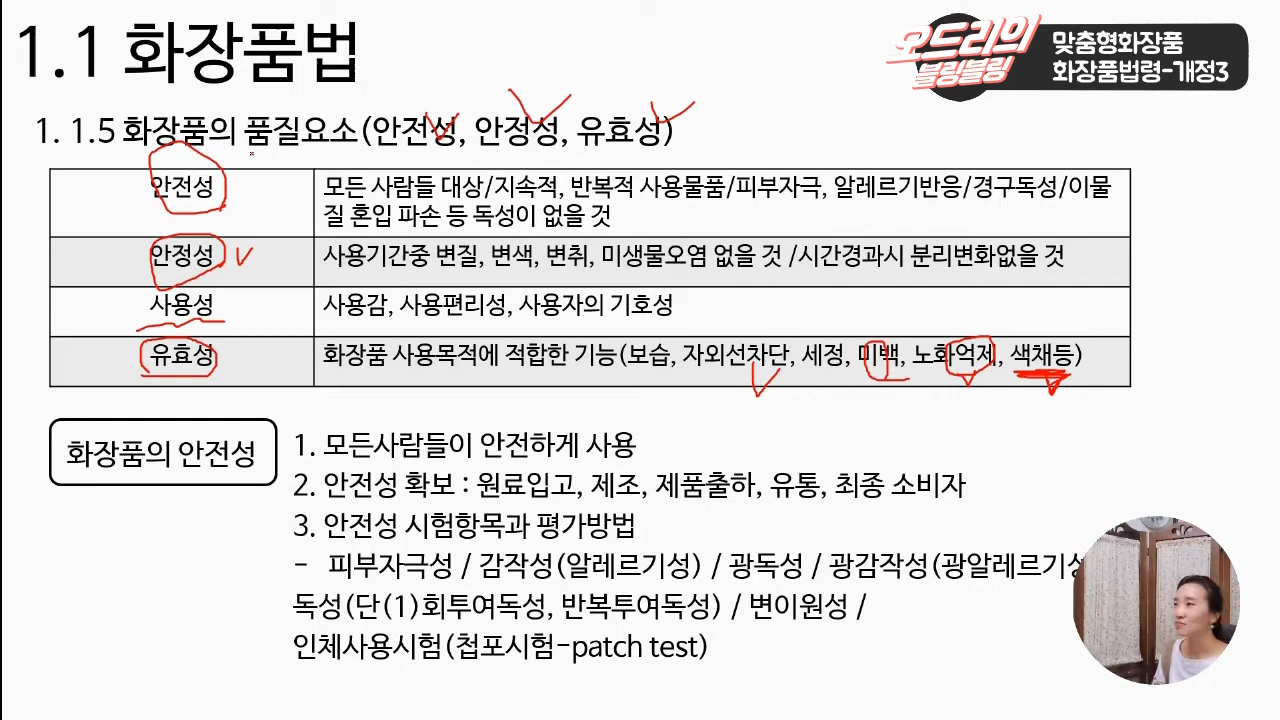 1.1 화장품법
오드리의
블링블링
맞춤형화장품
화장품법령-개정3
1. 1.5 화장품의 품질요소(안전성, 안정성, 유효성)
안전성
모든 사람들 대상/지속적, 반복적 사용물품/피부자극, 알레르기반응/경구독성/이물
질 혼입 파손 등 독성이 없을 것
안정성
사용기간중 변질, 변색, 변취, 미생물오염 없을 것 /시간경과시 분리변화없을 것
사용성
사용감, 사용편리성, 사용자의 기호성
유효성
화장품 사용목적에 적합한 기능(보습, 자외선차단, 세정, 미백, 노화억제, 색채등)
화장품의 안전성
1. 모든사람들이 안전하게 사용
2. 안전성 확보 : 원료입고, 제조, 제품출하, 유통, 최종 소비자
3. 안전성 시험항목과 평가방법
- 피부자극성 / 감작성(알레르기성) / 광독성 / 광감작성(광알레르기성
독성(단(1)회투여독성, 반복투여독성) / 변이원성 /
인체사용시험(첩포시험-patch test)